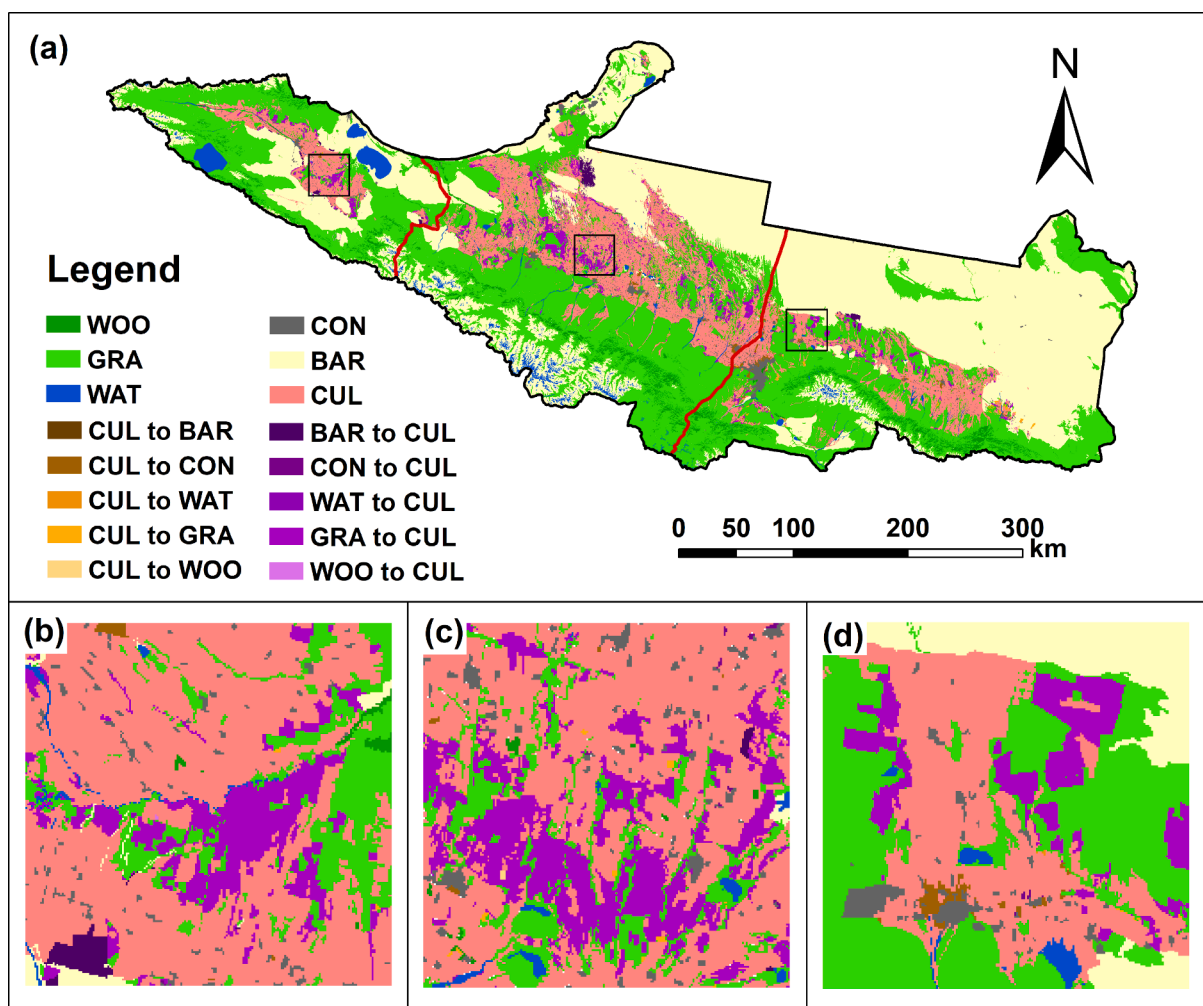 (a)
N
Legend
WOO
GRA
WAT
CUL to BAR
CUL to CON
CUL to WAT
CUL to GRA
CUL to WOO
CON
BAR
CUL
BAR to CUL
CON to CUL
WAT to CUL
GRA to CUL
WOO to CUL
0 50 100 200 300
km
(b)
(c)
(d)